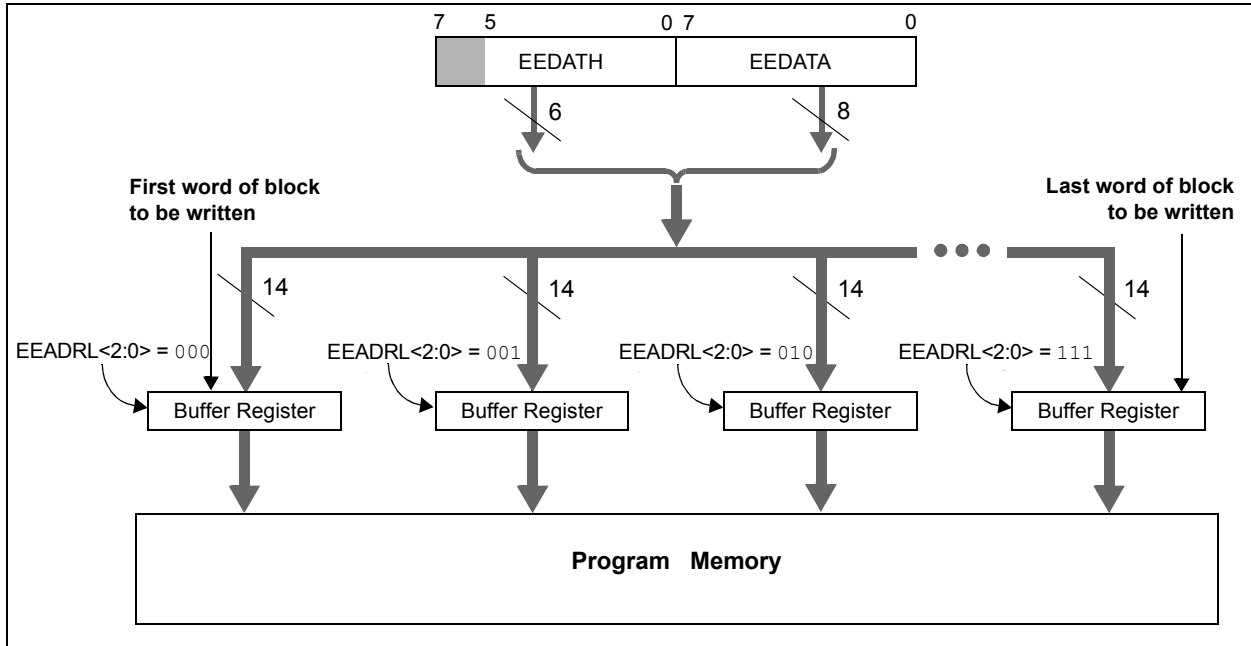 7 5 0 7 0
EEDATH EEDATA
6 8
First word of block
to be written
Last word of block
to be written
14 14 14 14
EEADRL<2:0> = 000 EEADRL<2:0> = 001 EEADRL<2:0> = 010 EEADRL<2:0> = 111
Buffer Register Buffer Register Buffer Register Buffer Register
Program Memory